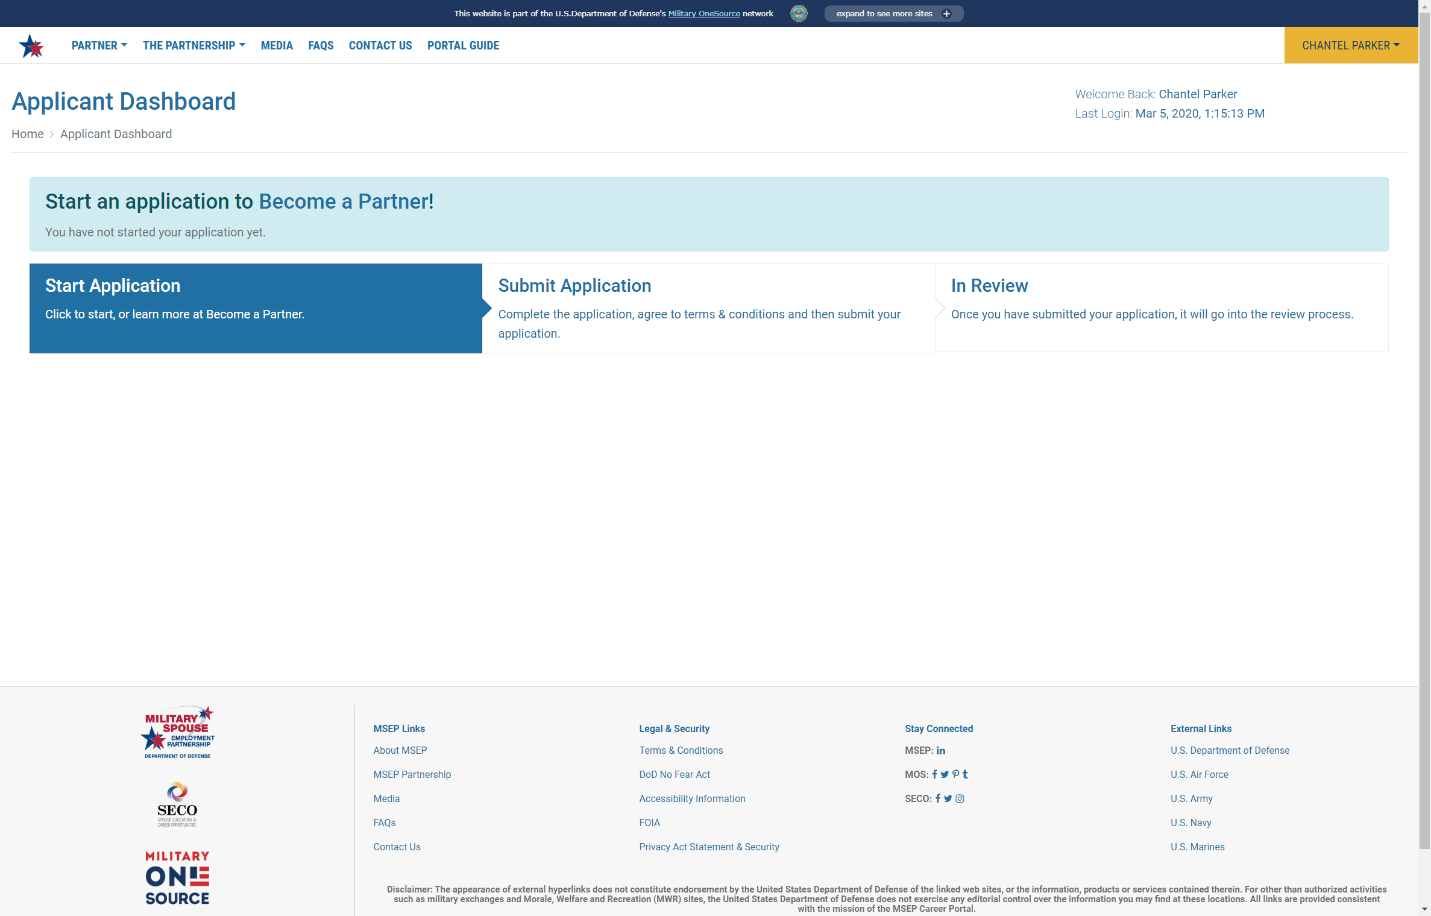 This website is part of the U.S.Department of Defense's Military OneSource network
expand to see more sites +
PARTNER
THE PARTNERSHIP
MEDIA
FAQS
CONTACT US
PORTAL GUIDE
CHANTEL PARKER
Applicant Dashboard
Welcome Back: Chantel Parker
Last Login: Mar 5, 2020, 1:15:13 PM
Home > Applicant Dashboard
Start an application to Become a Partner!
You have not started your application yet.
Start Application
Click to start, or learn more at Become a Partner.
Submit Application
Complete the application, agree to terms & conditions and then submit your
application.
In Review
Once you have submitted your application, it will go into the review process.
MILITARY
SPOUSE
EMPLOYMENT
PARTNERSHIP
DEPARTMENT OF DEFENSE
SECO
SPOUSE EDUCATION &
CAREER OPPORTUNITIES
MILITARY
ONE
SOURCE
MSEP Links
About MSEP
MSEP Partnership
Media
FAQs
Contact Us
Legal & Security
Terms & Conditions
DoD No Fear Act
Accessibility Information
FOIA
Privacy Act Statement & Security
Stay Connected
MSEP:
MOS:
SECO:
External Links
U.S. Department of Defense
U.S. Air Force
U.S. Army
U.S. Navy
U.S. Marines
Disclaimer: The appearance of external hyperlinks does not constitute endorsement by the United States Department of Defense of the linked web sites, or the information, products or services contained therein. For other than authorized activities
such as military exchanges and Morale, Welfare and Recreation (MWR) sites, the United States Department of Defense does not exercise any editorial control over the information you may find at these locations. All links are provided consistent
with the mission of the MSEP Career Portal.